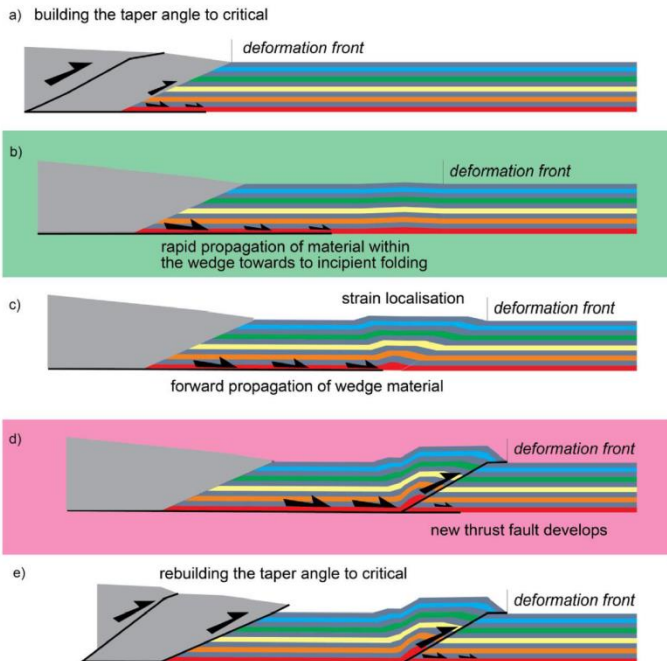 a) building the taper angle to critical
deformation front
b)
deformation front
rapid propagation of material within
the wedge towards to incipient folding
c)
strain localisation
deformation front
forward propagation of wedge material
d)
deformation front
new thrust fault develops
e)
rebuilding the taper angle to critical
deformation front